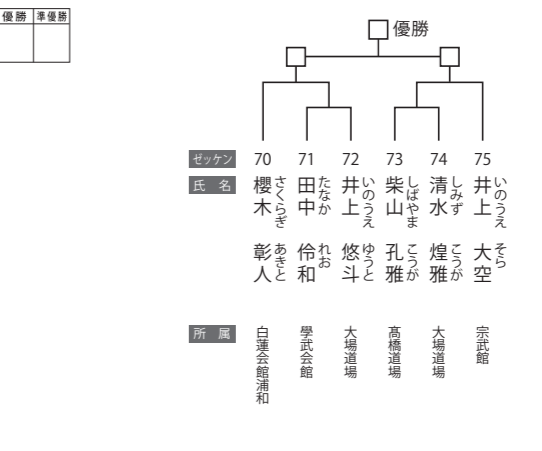 優勝 準優勝
優勝
ゼッケン 70 71 72 73 74 75
氏 名
櫻木 彰人
さくらぎ あきと
田中 伶和
たなか れお
井上 悠斗
いのうえ ゆうと
柴山 孔雅
しばやま こうが
清水 煌雅
しみず こうが
井上 大空
いのうえ そら
所 属
白蓮会館浦和
學武会館
大場道場
髙橋道場
大場道場
宗武館